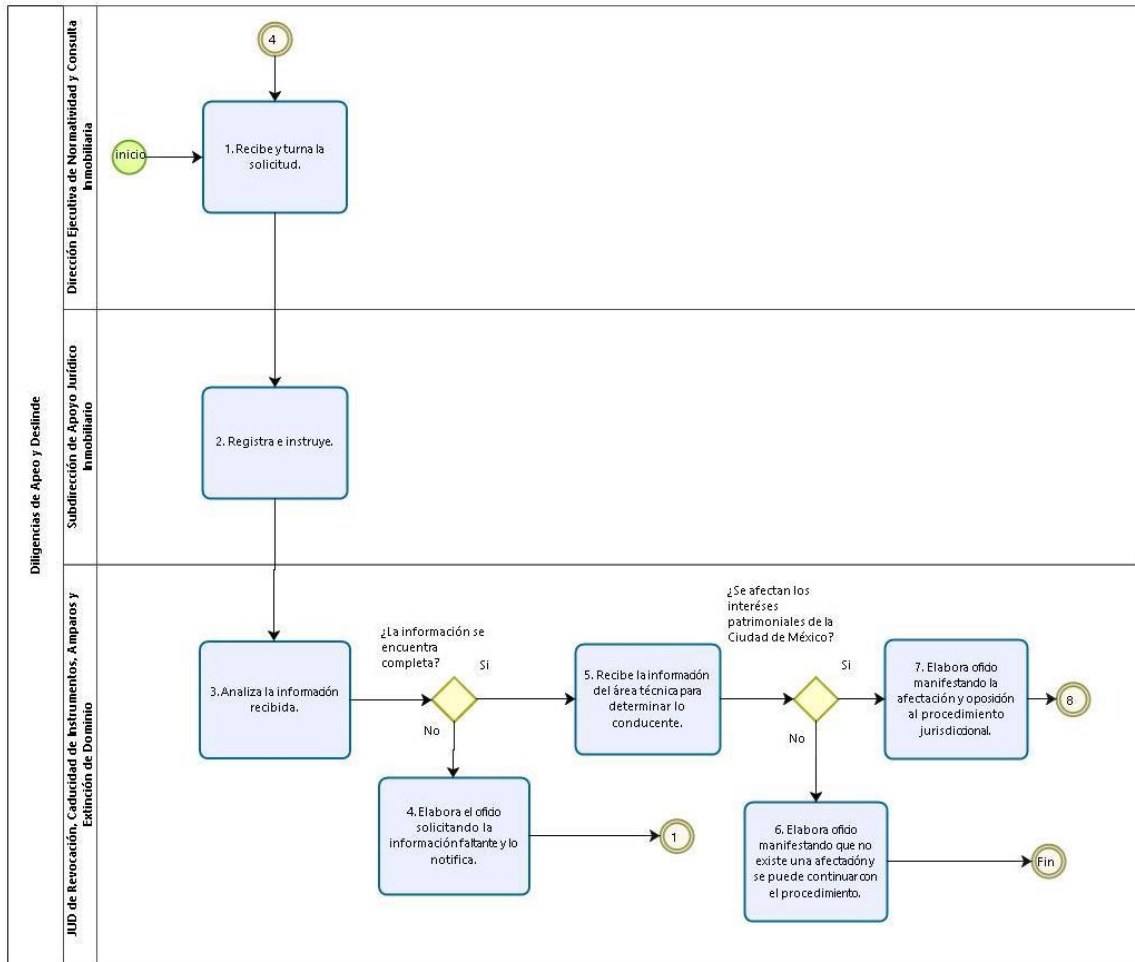 Diligencias de Apeo y Deslinde
Dirección Ejecutiva de Normatividad y Consulta
Inmobiliaria
4
inicio
1. Recibe y turna la
solicitud.
Subdirección de Apoyo Jurídico
Inmobiliario
2. Registra e instruye.
JUD de Revocación, Caducidad de Instrumentos, Amparos y
Extinción de Dominio
3. Analiza la información
recibida.
¿La información se
encuentra
completa?
Si
No
4. Elabora el oficio
solicitando la
información faltante y lo
notifica.
1
5. Recibe la información
del área técnica para
determinar lo
conducente.
¿Se afectan los
interéses
patrimoniales de la
Ciudad de México?
Si
No
7. Elabora oficio
manifestando la
afectación y oposición
al procedimiento
jurisdiccional.
8
6. Elabora oficio
manifestando que no
existe una afectación y
se puede continuar con
el procedimiento.
Fin